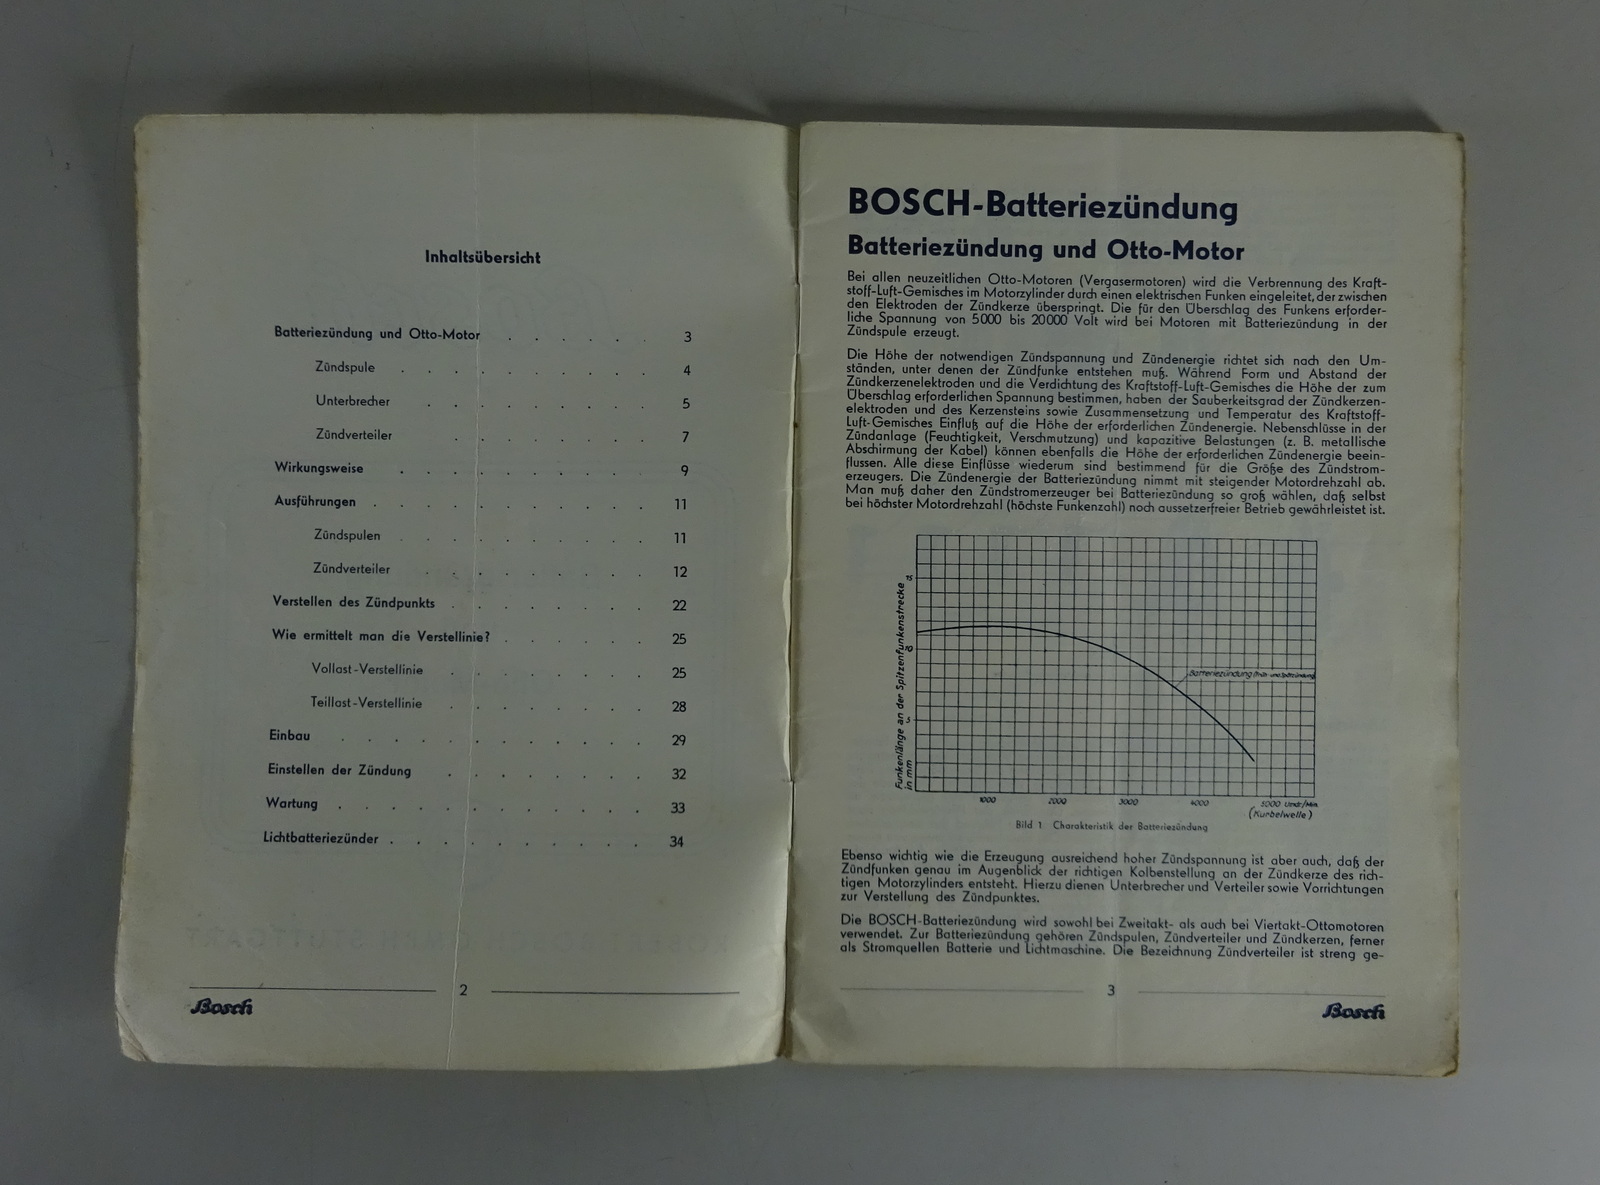 Inhaltsübersicht
Batteriezündung und Otto-Motor . . . . . . 3
Zündspule . . . . . . . . . . 4
Unterbrecher . . . . . . . . . 5
Zündverteiler . . . . . . . . 7
Wirkungsweise . . . . . . . . . . 9
Ausführungen . . . . . . . . . . . 11
Zündspulen . . . . . . . . . . 11
Zündverteiler . . . . . . . . . 12
Verstellen des Zündpunkts . . . . . . . . 22
Wie ermittelt man die Verstellinie? . . . . . . 25
Vollast-Verstellinie . . . . . . . . 25
Teillast-Verstellinie . . . . . . . . 28
Einbau . . . . . . . . . . . . 29
Einstellen der Zündung . . . . . . . . 32
Wartung . . . . . . . . . . . . 33
Lichtbatteriezünder . . . . . . . . . . 34
2
Bosch
BOSCH-Batteriezündung
Batteriezündung und Otto-Motor
Bei allen neuzeitlichen Otto-Motoren (Vergasermotoren) wird die Verbrennung des Kraft-
stoff-Luft-Gemisches im Motorzylinder durch einen elektrischen Funken eingeleitet, der zwischen
den Elektroden der Zündkerze überspringt. Die für den Überschlag des Funkens erforder-
liche Spannung von 5000 bis 20000 Volt wird bei Motoren mit Batteriezündung in der
Zündspule erzeugt.
Die Höhe der notwendigen Zündspannung und Zündenergie richtet sich nach den Um-
ständen, unter denen der Zündfunke entstehen muß. Während Form und Abstand der
Zündkerzenelektroden und die Verdichtung des Kraftstoff-Luft-Gemisches die Höhe der zum
Überschlag erforderlichen Spannung bestimmen, haben der Sauberkeitsgrad der Zündkerzen-
elektroden und des Kerzensteins sowie Zusammensetzung und Temperatur des Kraftstoff-
Luft-Gemisches Einfluß auf die Höhe der erforderlichen Zündenergie. Nebenschlüsse in der
Zündanlage (Feuchtigkeit, Verschmutzung) und kapazitive Belastungen (z. B. metallische
Abschirmung der Kabel) können ebenfalls die Höhe der erforderlichen Zündenergie beein-
flussen. Alle diese Einflüsse wiederum sind bestimmend für die Größe des Zündstrom-
erzeugers. Die Zündenergie der Batteriezündung nimmt mit steigender Motordrehzahl ab.
Man muß daher den Zündstromerzeuger bei Batteriezündung so groß wählen, daß selbst
bei höchster Motordrehzahl (höchste Funkenzahl) noch aussetzerfreier Betrieb gewährleistet ist.
Funkenlänge an der Spitzenfunkenstrecke
in mm
15
10
5
Batteriezündung (Früh- und Spätzündung)
1000 2000 3000 4000 5000 Umdr/Min.
(Kurbelwelle)
Bild 1 Charakteristik der Batteriezündung
Ebenso wichtig wie die Erzeugung ausreichend hoher Zündspannung ist aber auch, daß der
Zündfunken genau im Augenblick der richtigen Kolbenstellung an der Zündkerze des rich-
tigen Motorzylinders entsteht. Hierzu dienen Unterbrecher und Verteiler sowie Vorrichtungen
zur Verstellung des Zündpunktes.
Die BOSCH-Batteriezündung wird sowohl bei Zweitakt- als auch bei Viertakt-Ottomotoren
verwendet. Zur Batteriezündung gehören Zündspulen, Zündverteiler und Zündkerzen, ferner
als Stromquellen Batterie und Lichtmaschine. Die Bezeichnung Zündverteiler ist streng ge-
3
Bosch